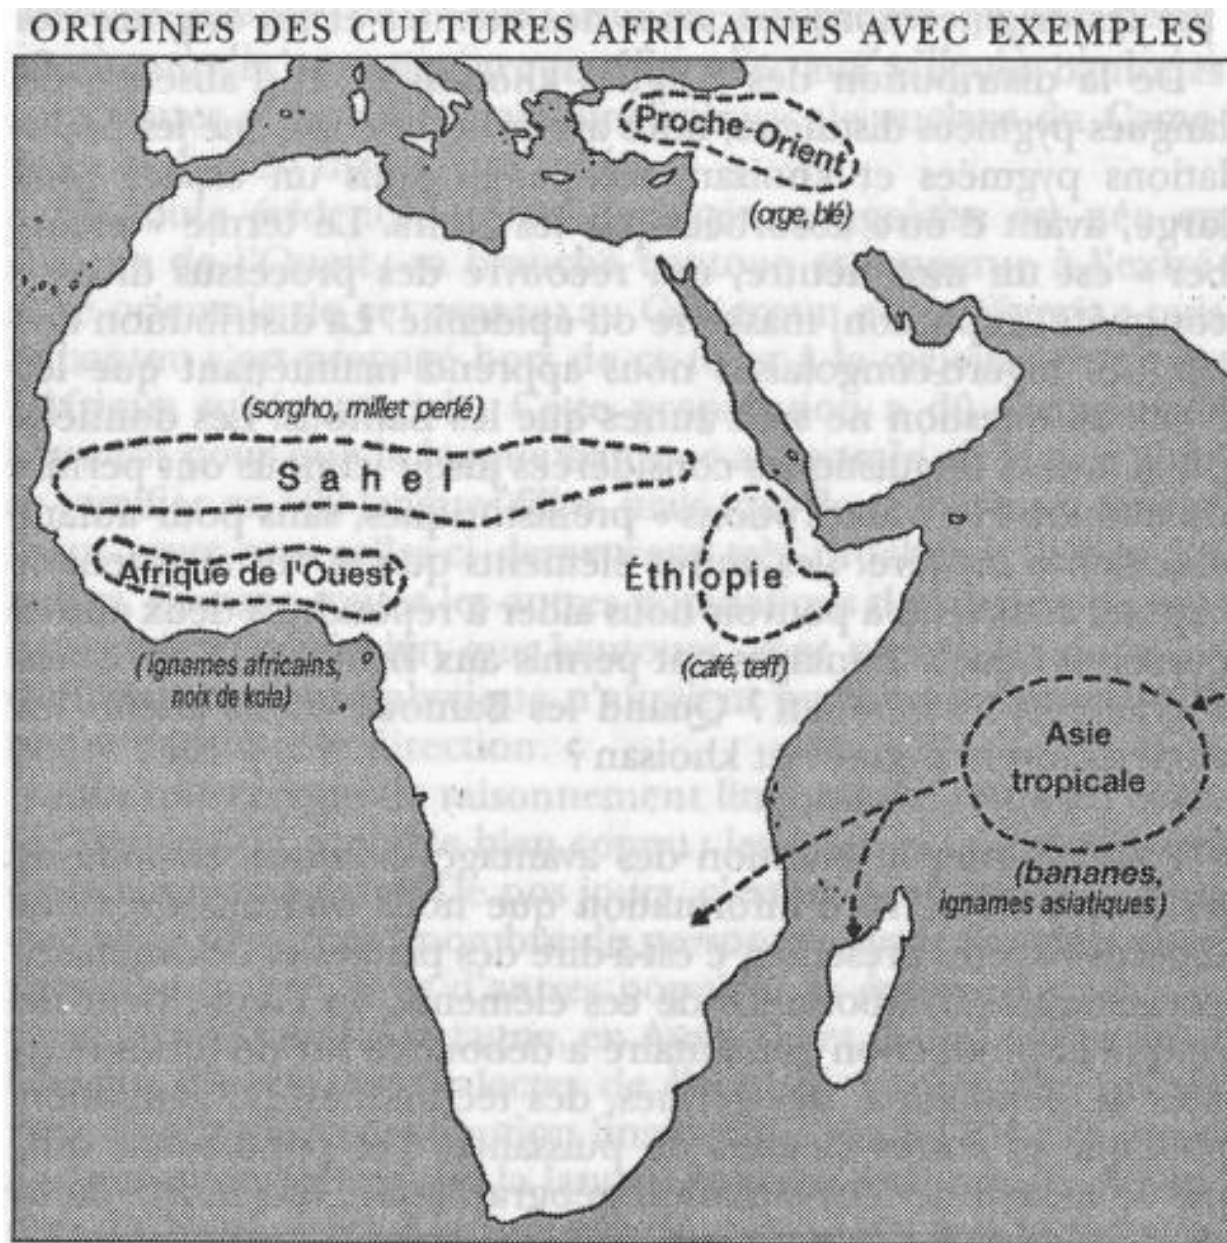 ORIGINES DES CULTURES AFRICAINES AVEC EXEMPLES
Proche-Orient
(orge, blé)
(sorgho, millet perlé)
Sahel
Afrique de l'Ouest
Éthiopie
(ignames africains,
noix de kola)
(café, teff)
Asie
tropicale
(bananes,
ignames asiatiques)